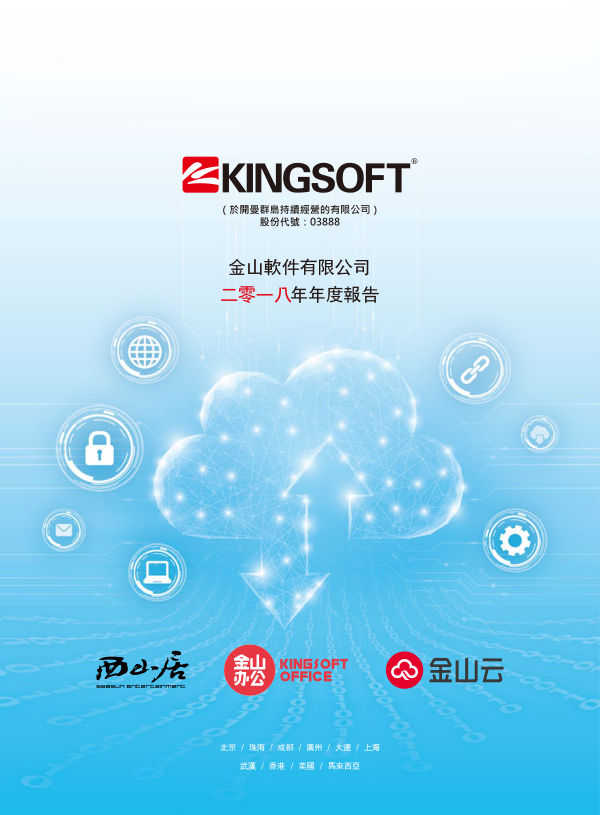 KINGSOFT®
（於開曼群島持續經營的有限公司）
股份代號：03888
金山軟件有限公司
二零一八年年度報告
西山居
seasun entertainment
金山办公
KINGSOFT OFFICE
金山云
北京 / 珠海 / 成都 / 廣州 / 大連 / 上海
武漢 / 香港 / 美國 / 馬來西亞